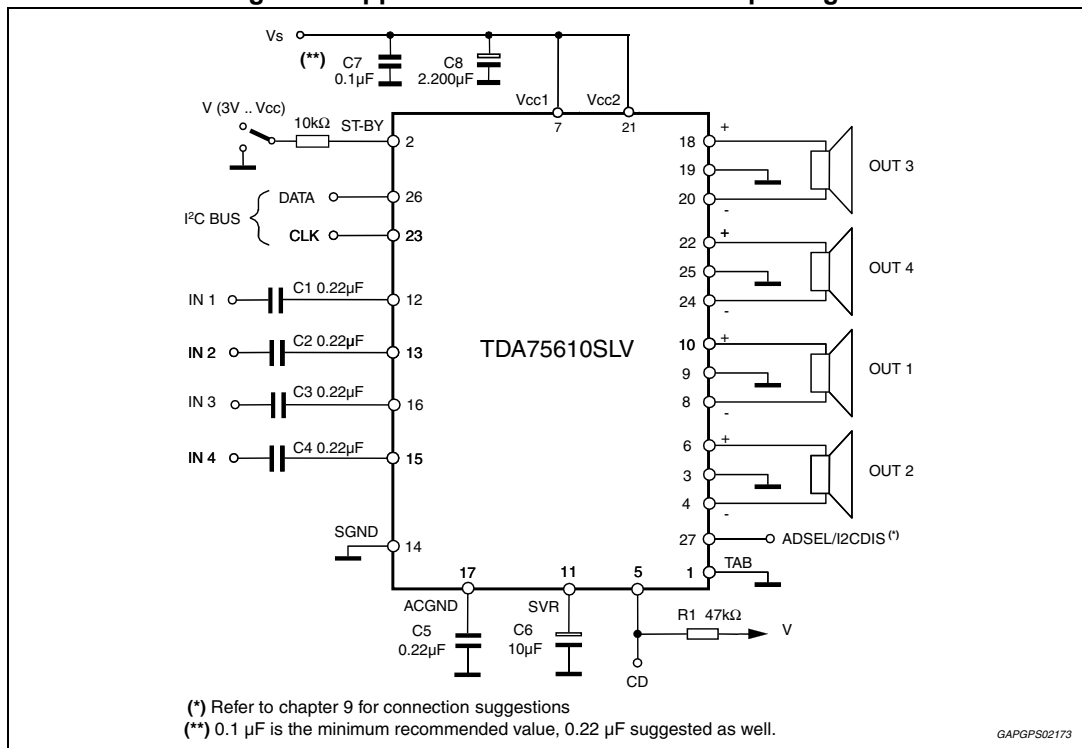 Vs
(**)
C7
0.1µF
C8
2.200µF
Vcc1
Vcc2
7
21
V (3V .. Vcc)
10kΩ
ST-BY
2
I²C BUS
DATA
26
CLK
23
IN 1
C1 0.22µF
12
IN 2
C2 0.22µF
13
IN 3
C3 0.22µF
16
IN 4
C4 0.22µF
15
SGND
14
TDA75610SLV
18
+
19
20
-
OUT 3
22
+
25
24
-
OUT 4
10
+
9
8
-
OUT 1
6
+
3
4
-
OUT 2
27
ADSEL/I2CDIS (*)
1
TAB
17
11
5
ACGND
SVR
C5
0.22µF
C6
10µF
R1 47kΩ
V
CD
(*) Refer to chapter 9 for connection suggestions
(**) 0.1 µF is the minimum recommended value, 0.22 µF suggested as well.
GAPGPS02173